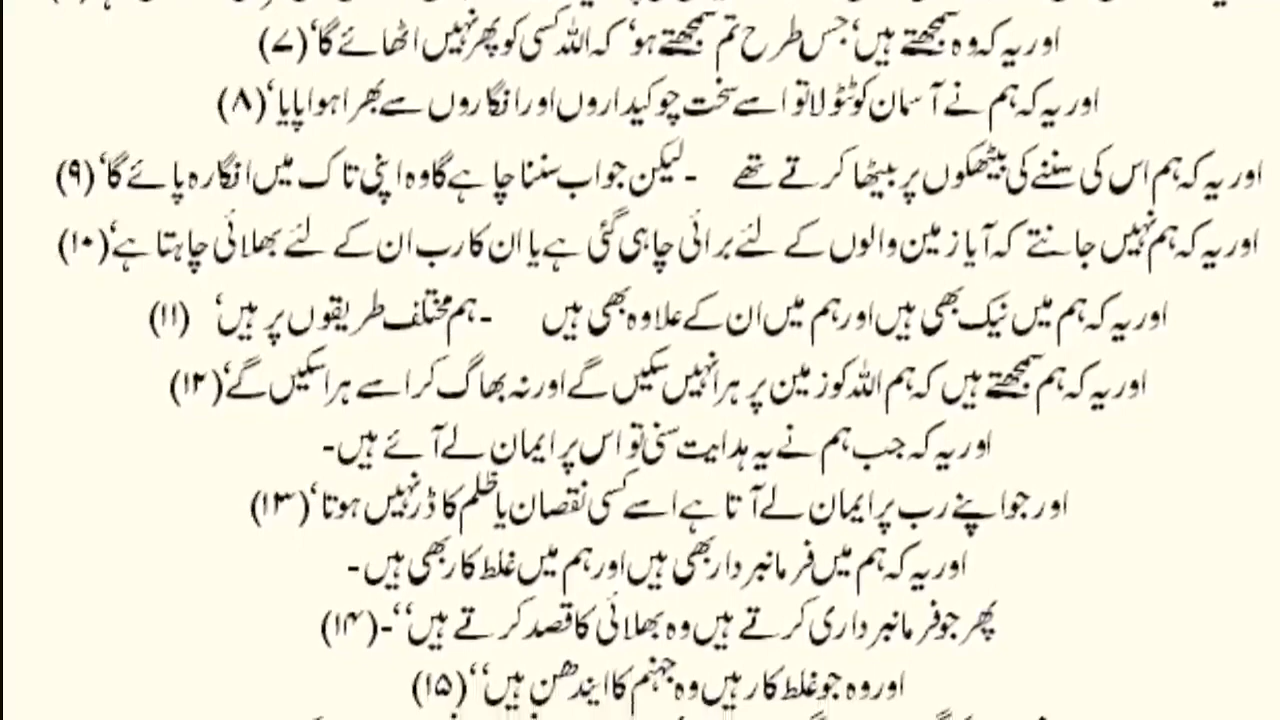 اور یہ کہ وہ سمجھتے ہیں‘ جس طرح تم سمجھتے ہو‘ کہ اللہ کسی کو پھر نہیں اٹھائے گا‘ (۷)
اور یہ کہ ہم نے آسمان کو ٹٹولا تو اسے سخت چوکیداروں اور انگاروں سے بھرا ہوا پایا‘ (۸)
اور یہ کہ ہم اس کی سننے کی بیٹھکوں پر بیٹھا کرتے تھے ۔ لیکن جو اب سننا چاہے گا وہ اپنی تاک میں انگارہ پائے گا‘ (۹)
اور یہ کہ ہم نہیں جانتے کہ آیا زمین والوں کے لئے برائی چاہی گئی ہے یا ان کا رب ان کے لئے بھلائی چاہتا ہے‘ (۱۰)
اور یہ کہ ہم میں نیک بھی ہیں اور ہم میں ان کے علاوہ بھی ہیں ۔ ہم مختلف طریقوں پر ہیں‘ (۱۱)
اور یہ کہ ہم سمجھتے ہیں کہ ہم اللہ کو زمین پر ہرا نہیں سکیں گے اور نہ بھاگ کر اسے ہرا سکیں گے‘ (۱۲)
اور یہ کہ جب ہم نے یہ ہدایت سنی تو اس پر ایمان لے آئے ہیں۔
اور جو اپنے رب پر ایمان لے آتا ہے اسے کسی نقصان یا ظلم کا ڈر نہیں ہوتا‘ (۱۳)
اور یہ کہ ہم میں فرمانبردار بھی ہیں اور ہم میں غلط کار بھی ہیں۔
پھر جو فرمانبرداری کرتے ہیں وہ بھلائی کا قصد کرتے ہیں‘‘۔ (۱۴)
اور وہ جو غلط کار ہیں وہ جہنم کا ایندھن ہیں‘‘ (۱۵)